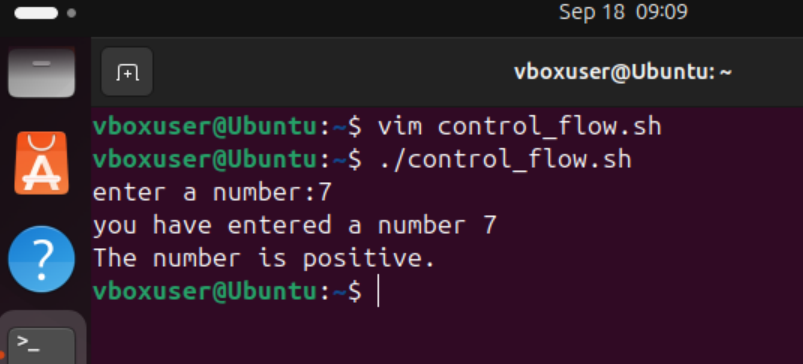 Sep 18 09:09
vboxuser@Ubuntu: ~
vboxuser@Ubuntu:~$ vim control_flow.sh
vboxuser@Ubuntu:~$ ./control_flow.sh
enter a number:7
you have entered a number 7
The number is positive.
vboxuser@Ubuntu:~$